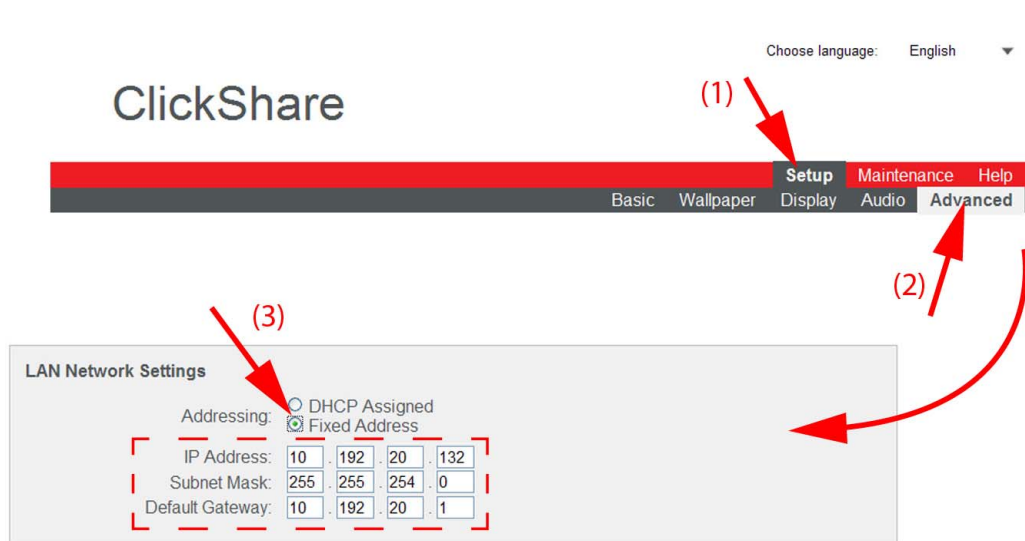 Choose language: English
(1)
ClickShare
Setup Maintenance Help
Basic Wallpaper Display Audio Advanced
(2)
(3)
LAN Network Settings
Addressing: DHCP Assigned
Fixed Address
IP Address: 10 . 192 . 20 . 132
Subnet Mask: 255 . 255 . 254 . 0
Default Gateway: 10 . 192 . 20 . 1